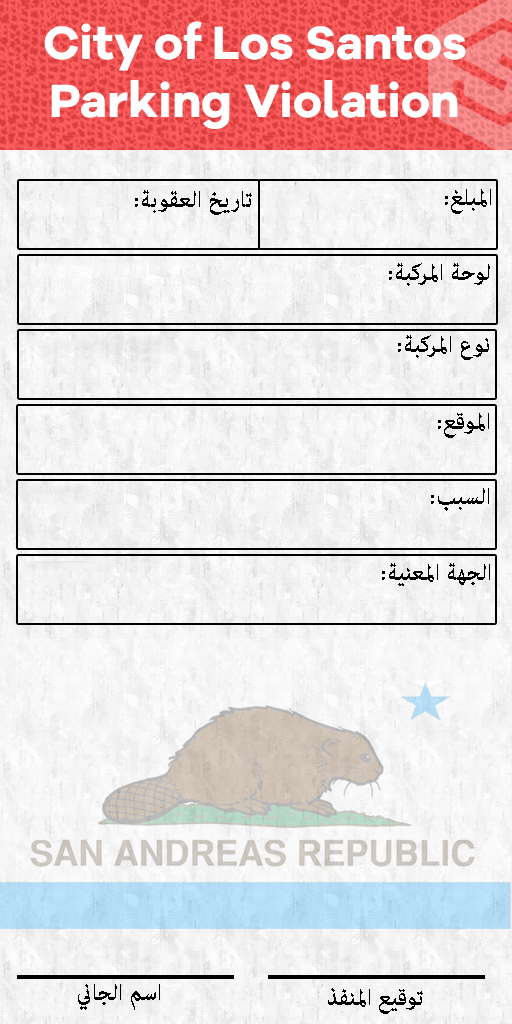 City of Los Santos
Parking Violation
المبلغ:
تاريخ العقوبة:
لوحة المركبة:
نوع المركبة:
الموقع:
السبب:
الجهة المعنية:
SAN ANDREAS REPUBLIC
توقيع المنفذ
اسم الجاني